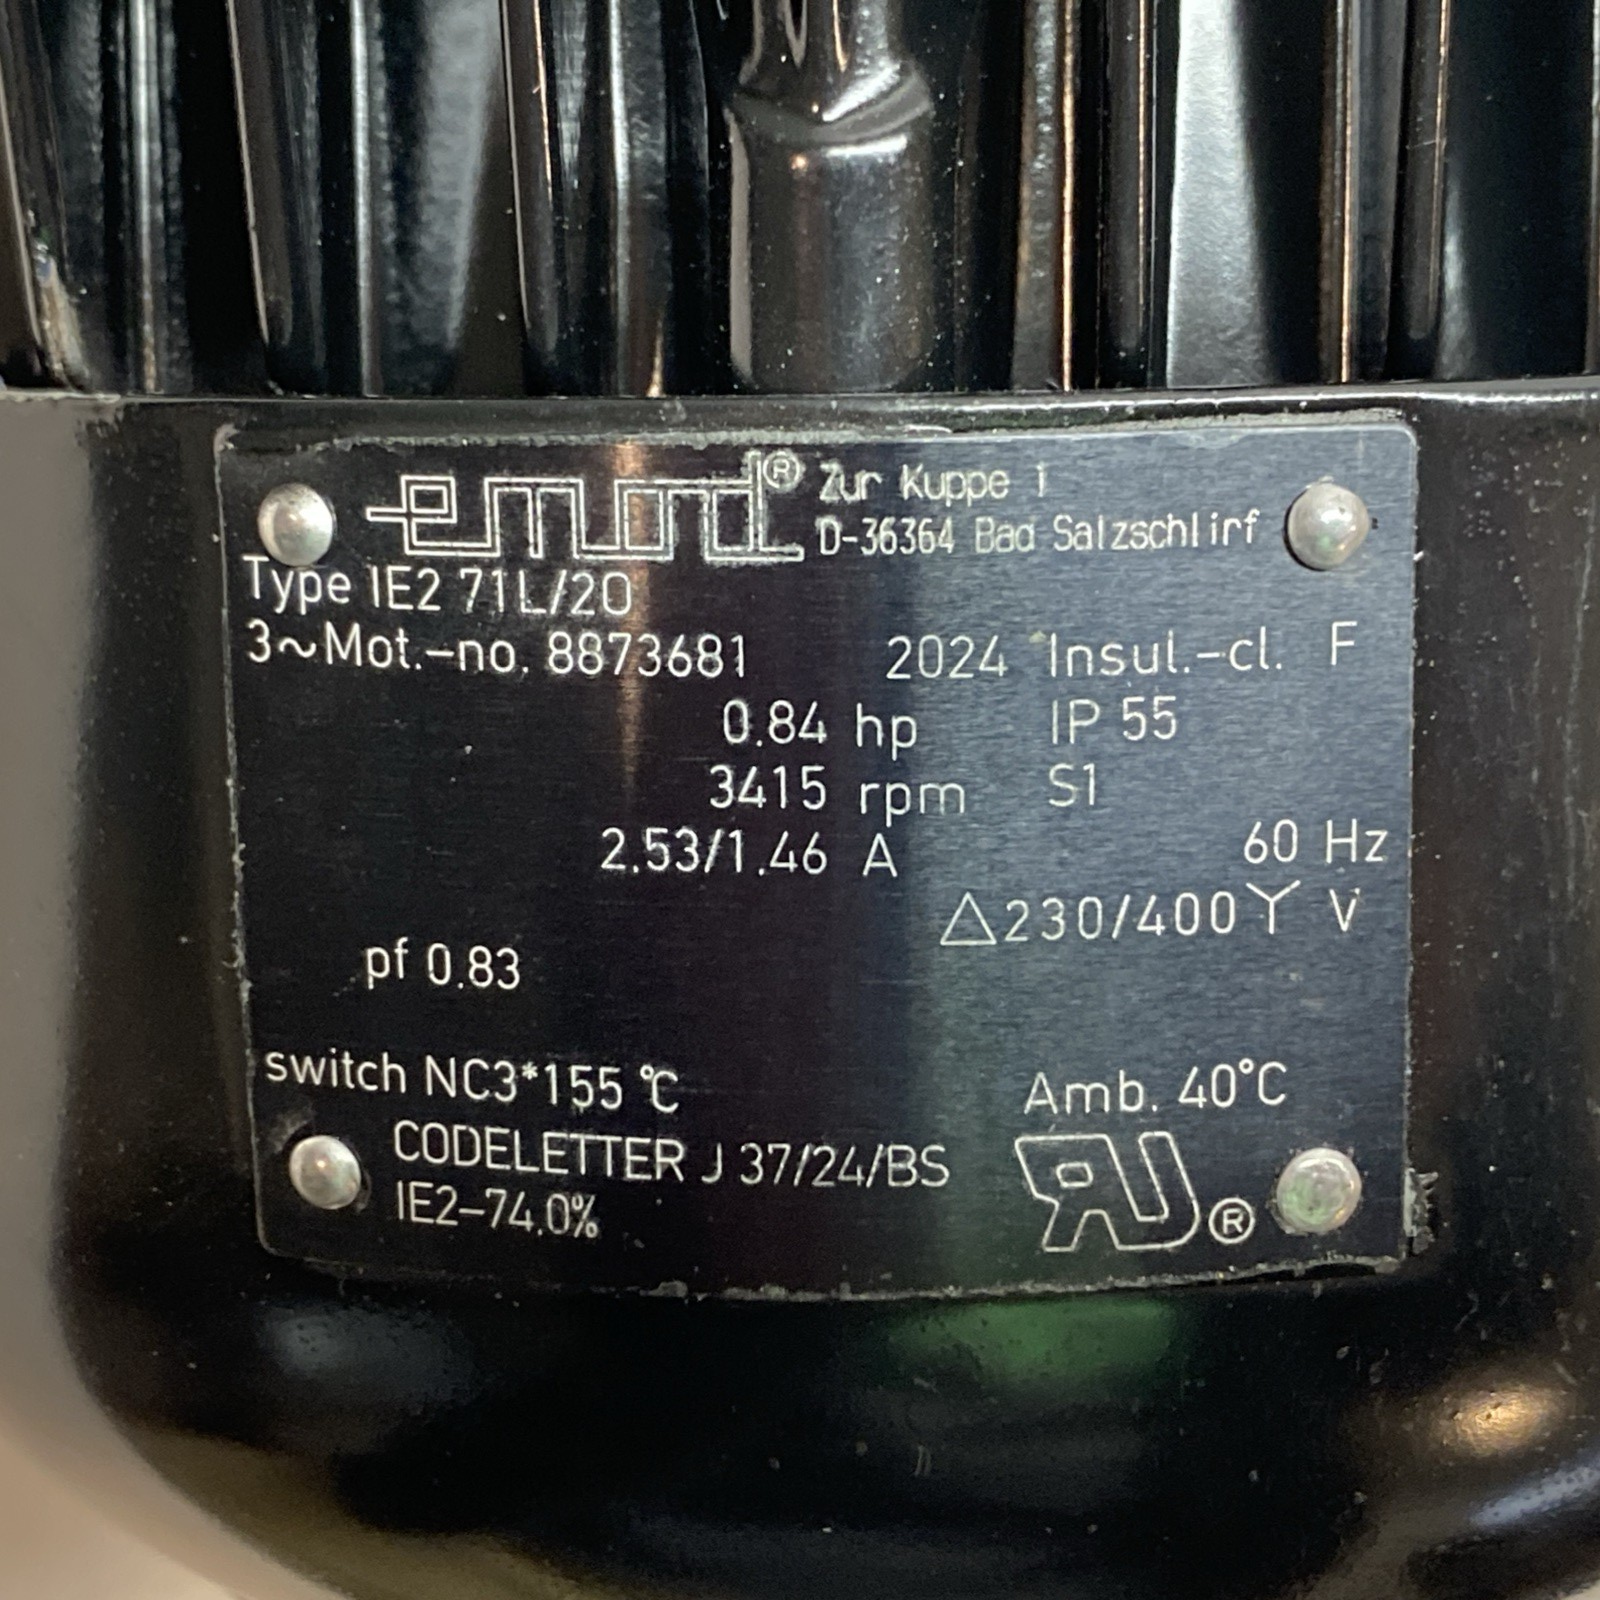 emod® Zur Kuppe 1
D-36364 Bad Salzschlirf
Type IE2 71L/20
3~Mot.-no. 8873681 2024 Insul.-cl. F
0.84 hp IP 55
3415 rpm S1
2.53/1.46 A 60 Hz
△230/400Y V
pf 0.83
switch NC3*155 °C Amb. 40°C
CODELETTER J 37/24/BS
IE2-74.0%
RU®